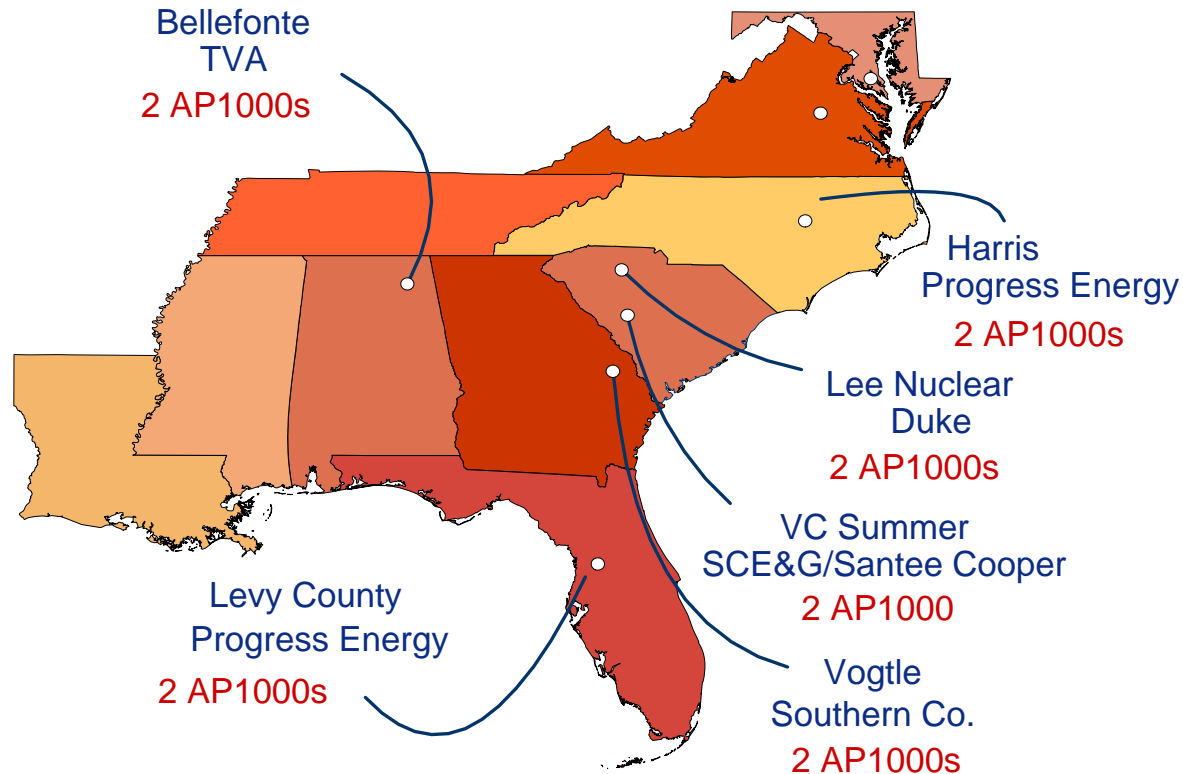 Bellefonte
TVA
2 AP1000s
Harris
Progress Energy
2 AP1000s
Lee Nuclear
Duke
2 AP1000s
VC Summer
SCE&G/Santee Cooper
2 AP1000
Levy County
Progress Energy
2 AP1000s
Vogtle
Southern Co.
2 AP1000s